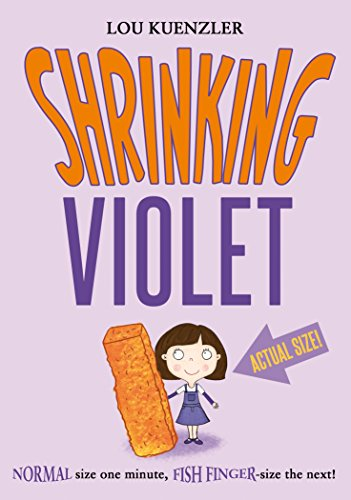 LOU KUENZLER
SHRINKING
VIOLET
ACTUAL SIZE!
NORMAL size one minute, FISH FINGER-size the next!